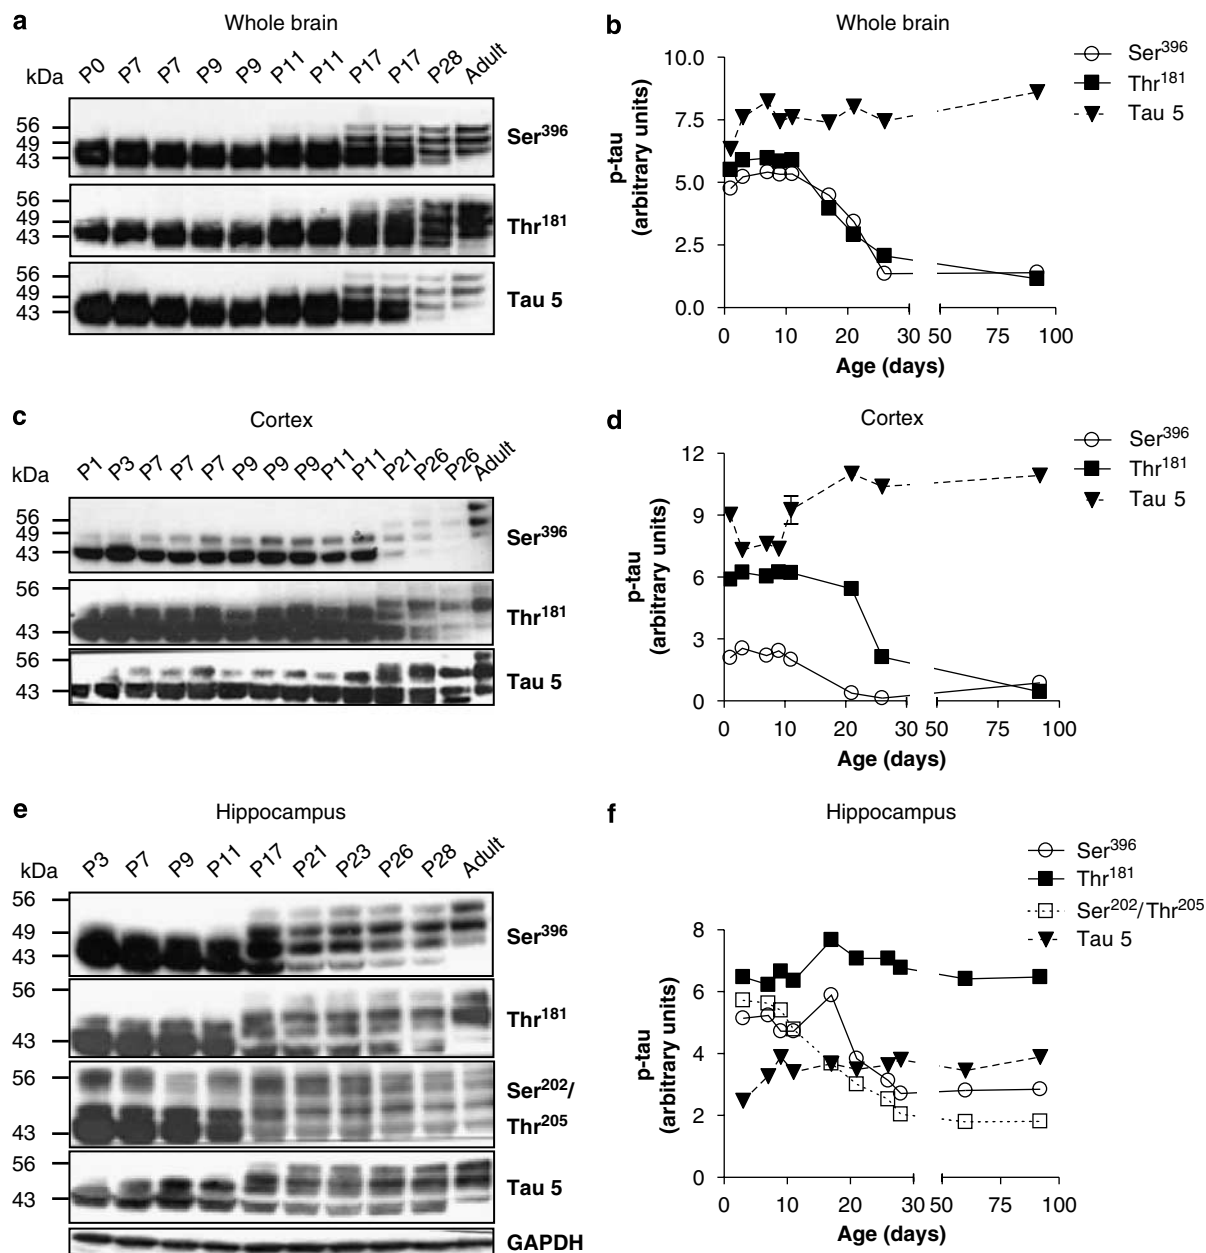 a
Whole brain
P0 P7 P7 P9 P9 P11 P11 P17 P17 P28 Adult
kDa
56
49
43
Ser396
56
49
43
Thr181
56
49
43
Tau 5
b
Whole brain
Ser396
Thr181
Tau 5
10.0
7.5
5.0
2.5
0.0
p-tau
(arbitrary units)
0 10 20 30 50 75 100
Age (days)
c
Cortex
P1 P3 P7 P7 P7 P9 P9 P9 P11 P11 P21 P26 P26 Adult
kDa
56
49
43
Ser396
56
43
Thr181
56
43
Tau 5
d
Cortex
Ser396
Thr181
Tau 5
12
9
6
3
0
p-tau
(arbitrary units)
0 10 20 30 50 75 100
Age (days)
e
Hippocampus
P3 P7 P9 P11 P17 P21 P23 P26 P28 Adult
kDa
56
49
43
Ser396
56
43
Thr181
56
43
Ser202/
Thr205
56
43
Tau 5
GAPDH
f
Hippocampus
Ser396
Thr181
Ser202/Thr205
Tau 5
8
6
4
2
0
p-tau
(arbitrary units)
0 10 20 30 50 75 100
Age (days)